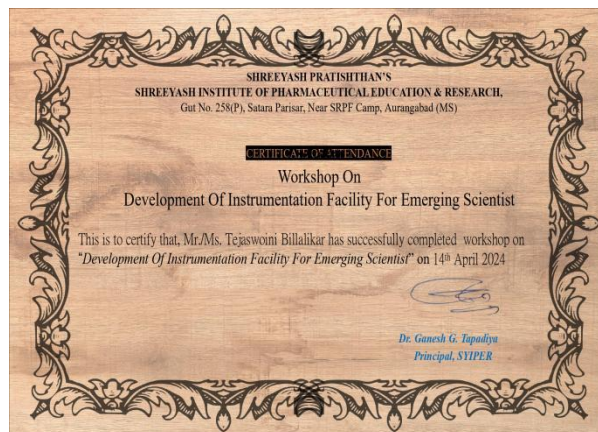 SHREEYASH PRATISHTHAN'S
SHREEYASH INSTITUTE OF PHARMACEUTICAL EDUCATION & RESEARCH,
Gut No. 258(P), Satara Parisar, Near SRPF Camp, Aurangabad (MS)
CERTIFICATE OF ATTENDANCE
Workshop On
Development Of Instrumentation Facility For Emerging Scientist
This is to certify that, Mr./Ms. Tejaswoini Billalikar has successfully completed workshop on
"Development Of Instrumentation Facility For Emerging Scientist" on 14th April 2024
Dr. Ganesh G. Tapadiya
Principal, SYIPER